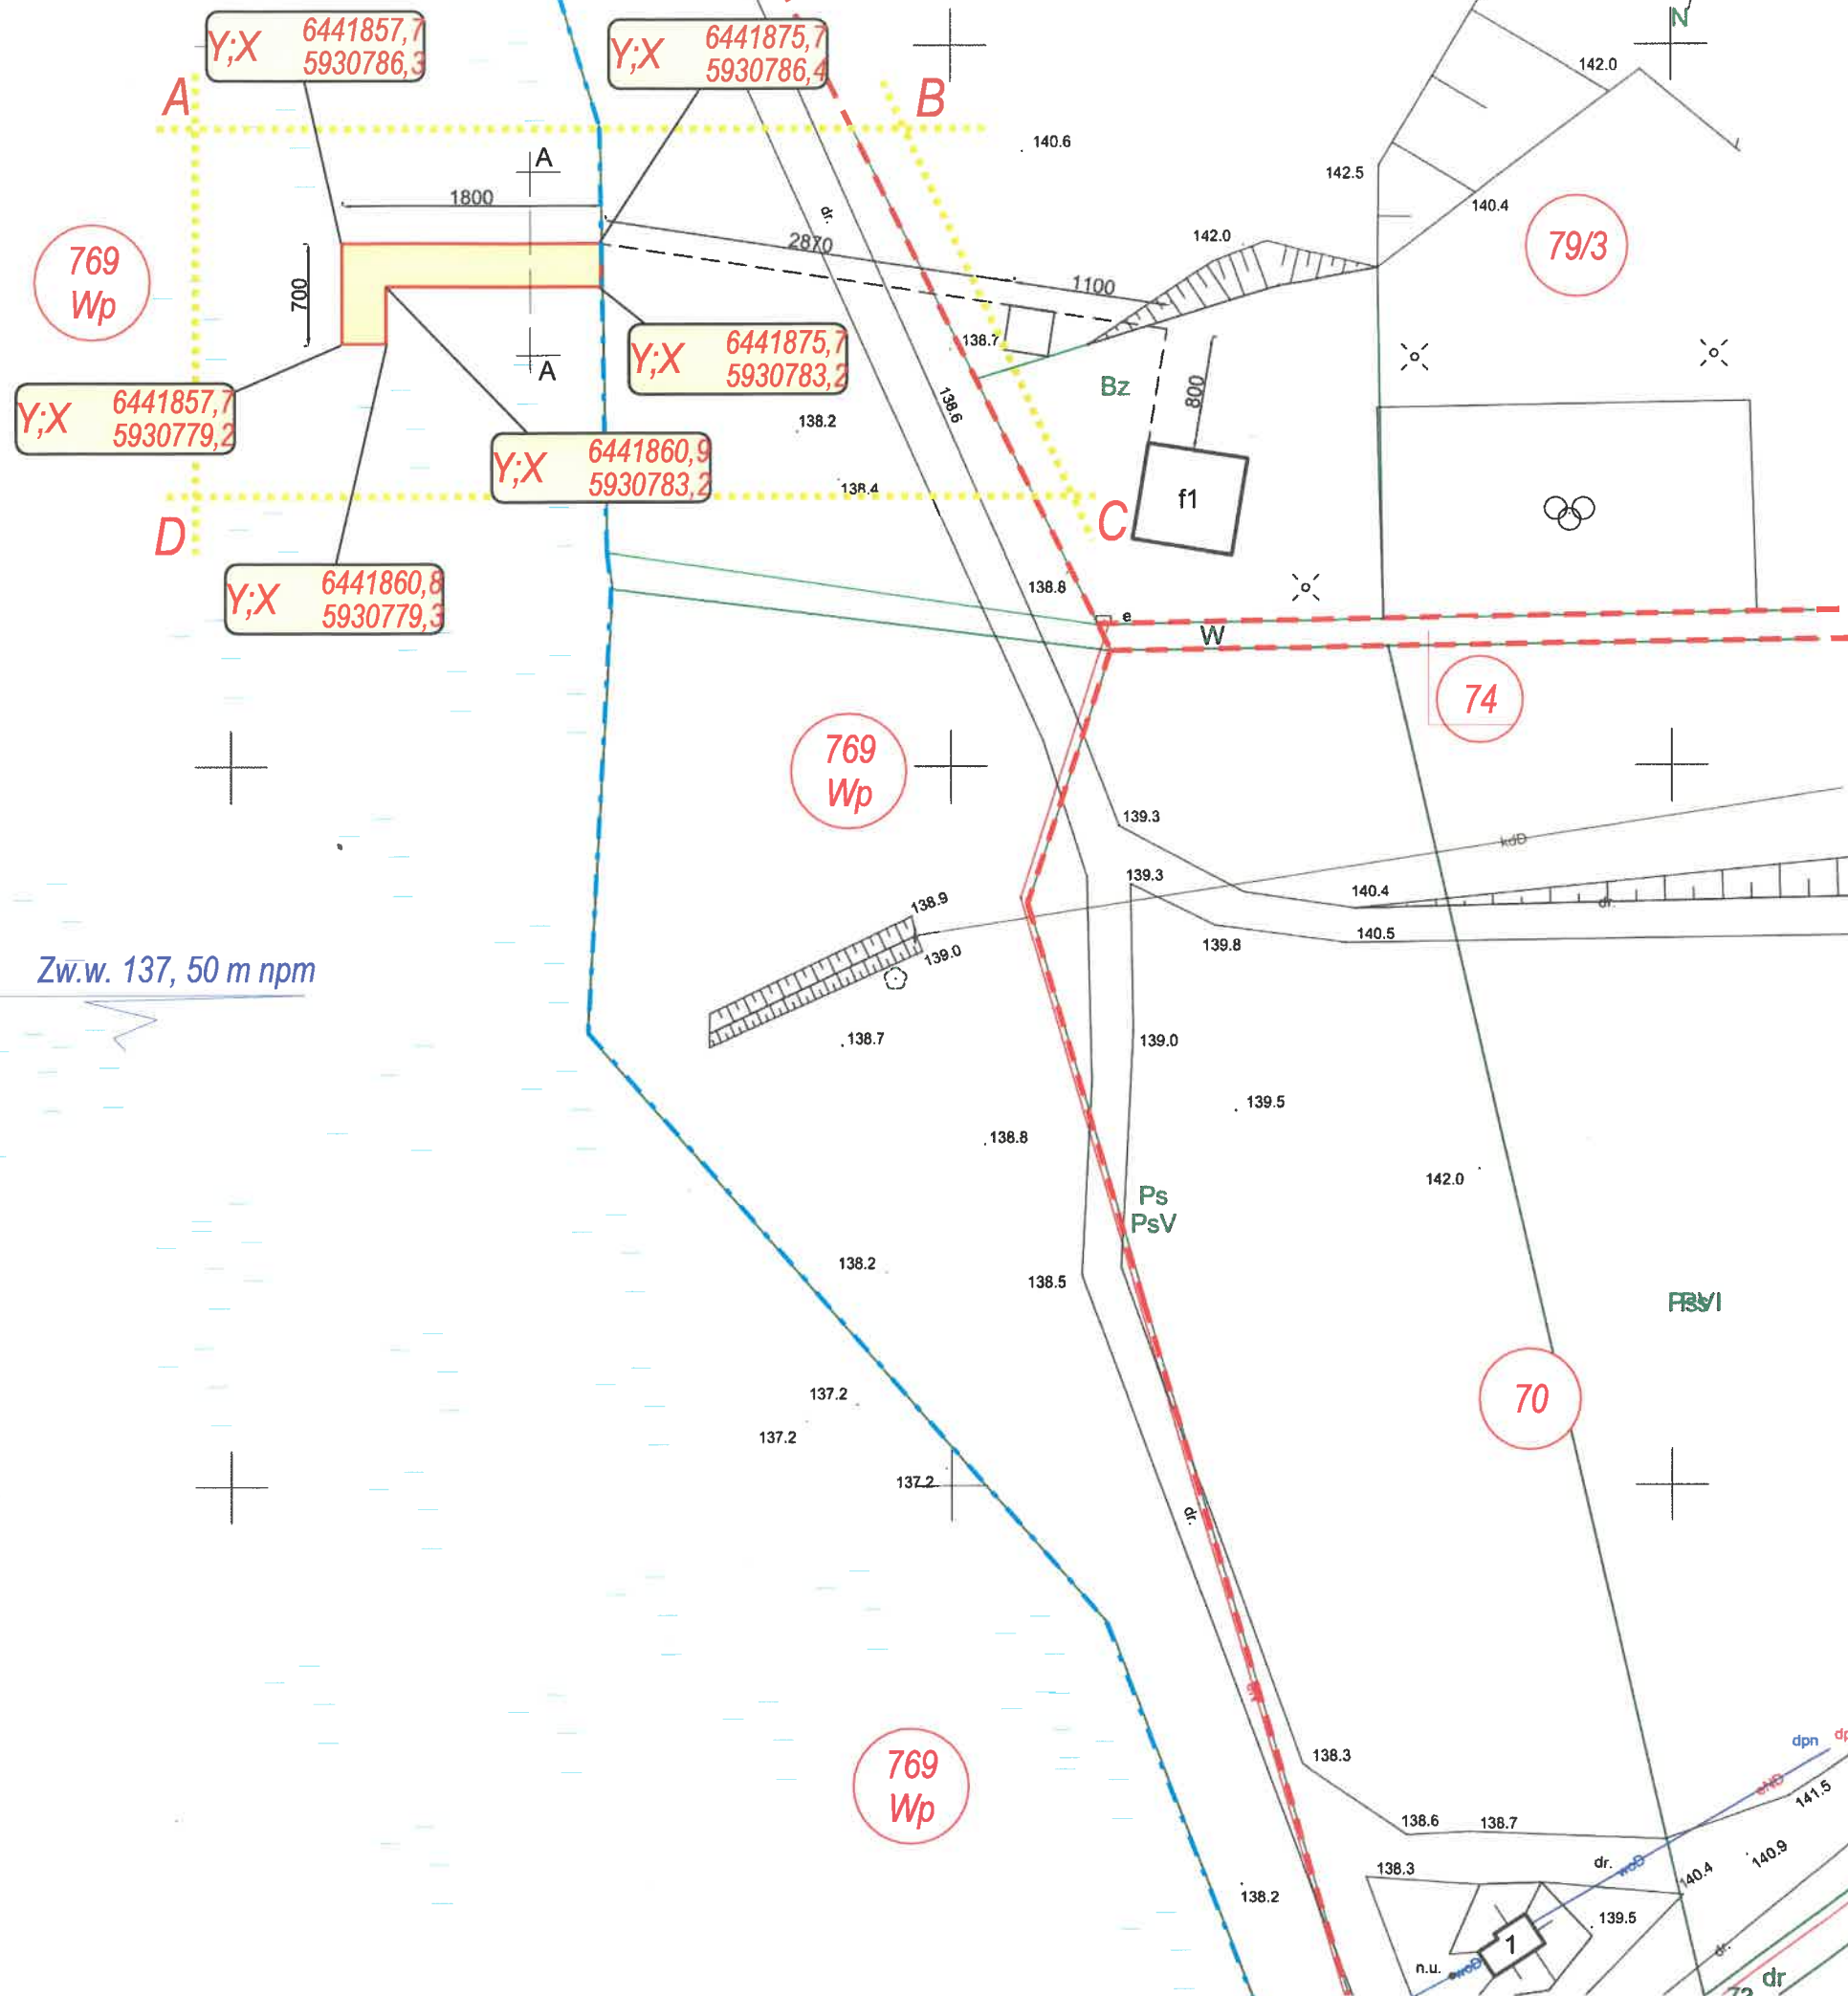 Y;X 6441857,7
5930786,3
Y;X 6441875,7
5930786,4
N
A
B
142.0
140.6
A
142.5
1800
dr.
140.4
769
Wp
2870
142.0
79/3
700
1100
Y;X 6441875,7
5930783,2
138.7
A
Bz
800
Y;X 6441857,7
5930779,2
138.6
138.2
Y;X 6441860,9
5930783,2
138.4
f1
D
C
Y;X 6441860,8
5930779,3
138.8
e
W
74
769
Wp
139.3
kdD
139.3
140.4
dr.
138.9
139.0
139.8
140.5
Zw.w. 137, 50 m npm
138.7
139.0
139.5
138.8
142.0
Ps
PsV
138.2
138.5
137.2
70
137.2
137.2
dr.
769
Wp
138.3
dpn
eND
141.5
138.6
138.7
140.9
dr.
woD
138.3
140.4
138.2
139.5
1
n.u.
woD
dr.
dr